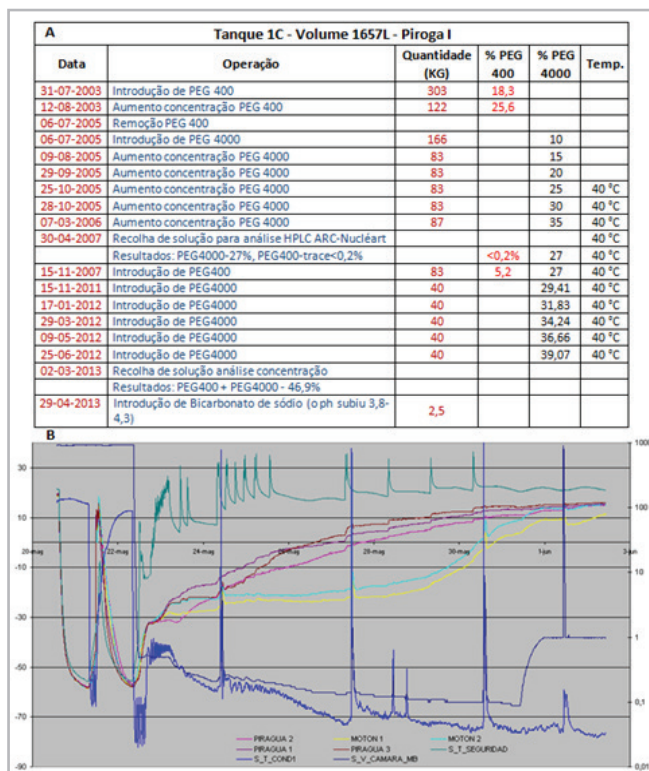 A
Tanque 1C - Volume 1657L - Piroga I
Data Operação Quantidade (KG) % PEG 400 % PEG 4000 Temp.
31-07-2003 Introdução de PEG 400 303 18,3
12-08-2003 Aumento concentração PEG 400 122 25,6
06-07-2005 Remoção PEG 400
06-07-2005 Introdução de PEG 4000 166 10
09-08-2005 Aumento concentração PEG 4000 83 15
29-09-2005 Aumento concentração PEG 4000 83 20
25-10-2005 Aumento concentração PEG 4000 83 25 40 °C
28-10-2005 Aumento concentração PEG 4000 83 30 40 °C
07-03-2006 Aumento concentração PEG 4000 87 35 40 °C
30-04-2007 Recolha de solução para análise HPLC ARC-Nucléart 40 °C
Resultados: PEG4000-27%, PEG400-trace<0,2% <0,2% 27 40 °C
15-11-2007 Introdução de PEG400 83 5,2 27 40 °C
15-11-2011 Introdução de PEG4000 40 29,41 40 °C
17-01-2012 Introdução de PEG4000 40 31,83 40 °C
29-03-2012 Introdução de PEG4000 40 34,24 40 °C
09-05-2012 Introdução de PEG4000 40 36,66 40 °C
25-06-2012 Introdução de PEG4000 40 39,07 40 °C
02-03-2013 Recolha de solução análise concentração
Resultados: PEG400 + PEG4000 - 46,9%
29-04-2013 Introdução de Bicarbonato de sódio (o ph subiu 3,8-
4,3) 2,5
B
30
10
-10
-30
-50
-70
-90
20-mag 22-mag 24-mag 26-mag 28-mag 30-mag 1-giu 3-giu
1000
100
10
1
0,1
0,01
PIRAGUA 2 MOTON 1 MOTON 2
PIRAGUA 1 PIRAGUA 3 S_T_SEGURIDAD
S_T_COND1 S_V_CAMARA_MB